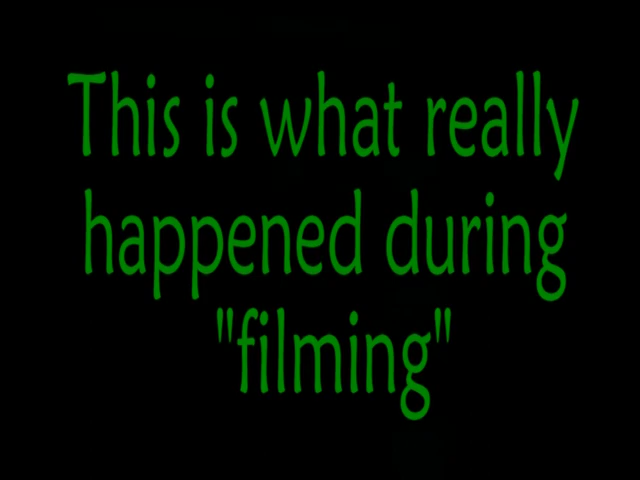 This is what really
happened during
"filming"